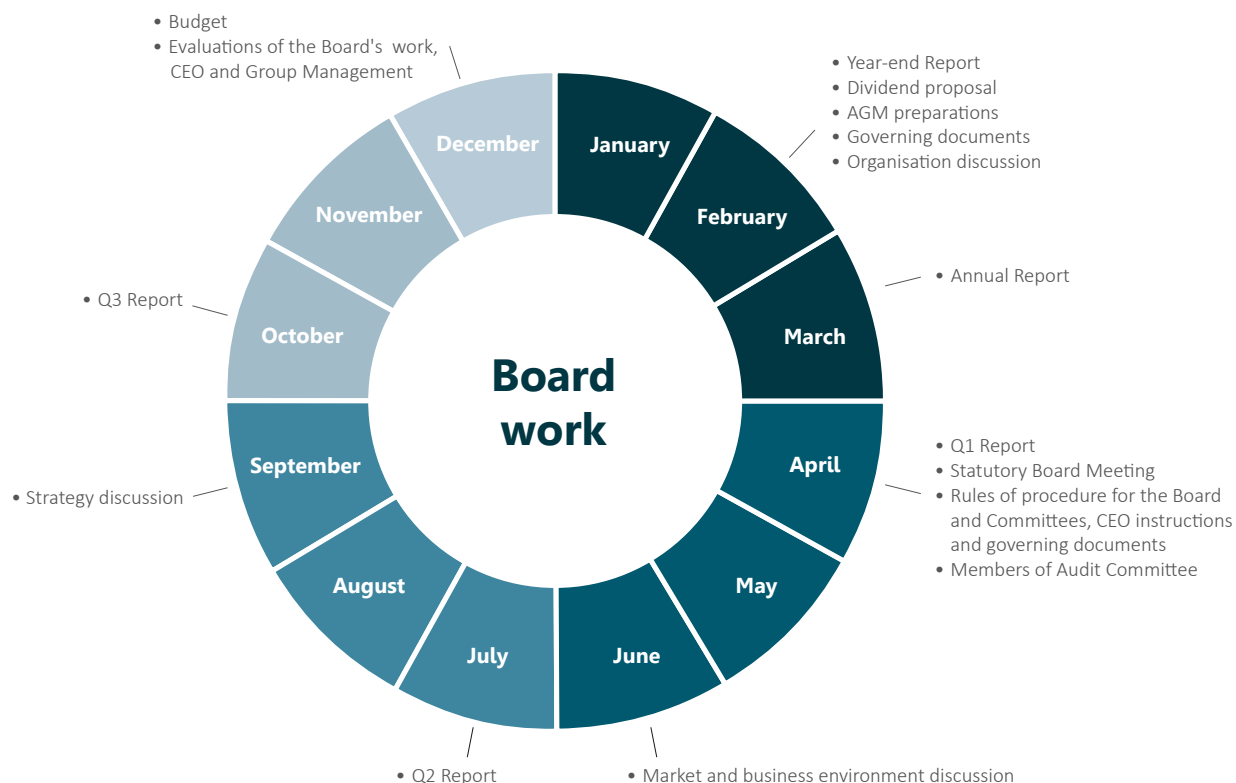 • Budget
• Evaluations of the Board's work,
CEO and Group Management
• Year-end Report
• Dividend proposal
• AGM preparations
• Governing documents
• Organisation discussion
December
January
November
February
• Q3 Report
• Annual Report
October
March
Board
work
September
April
• Strategy discussion
• Q1 Report
• Statutory Board Meeting
• Rules of procedure for the Board
and Committees, CEO instructions
and governing documents
• Members of Audit Committee
August
May
July
June
• Q2 Report
• Market and business environment discussion